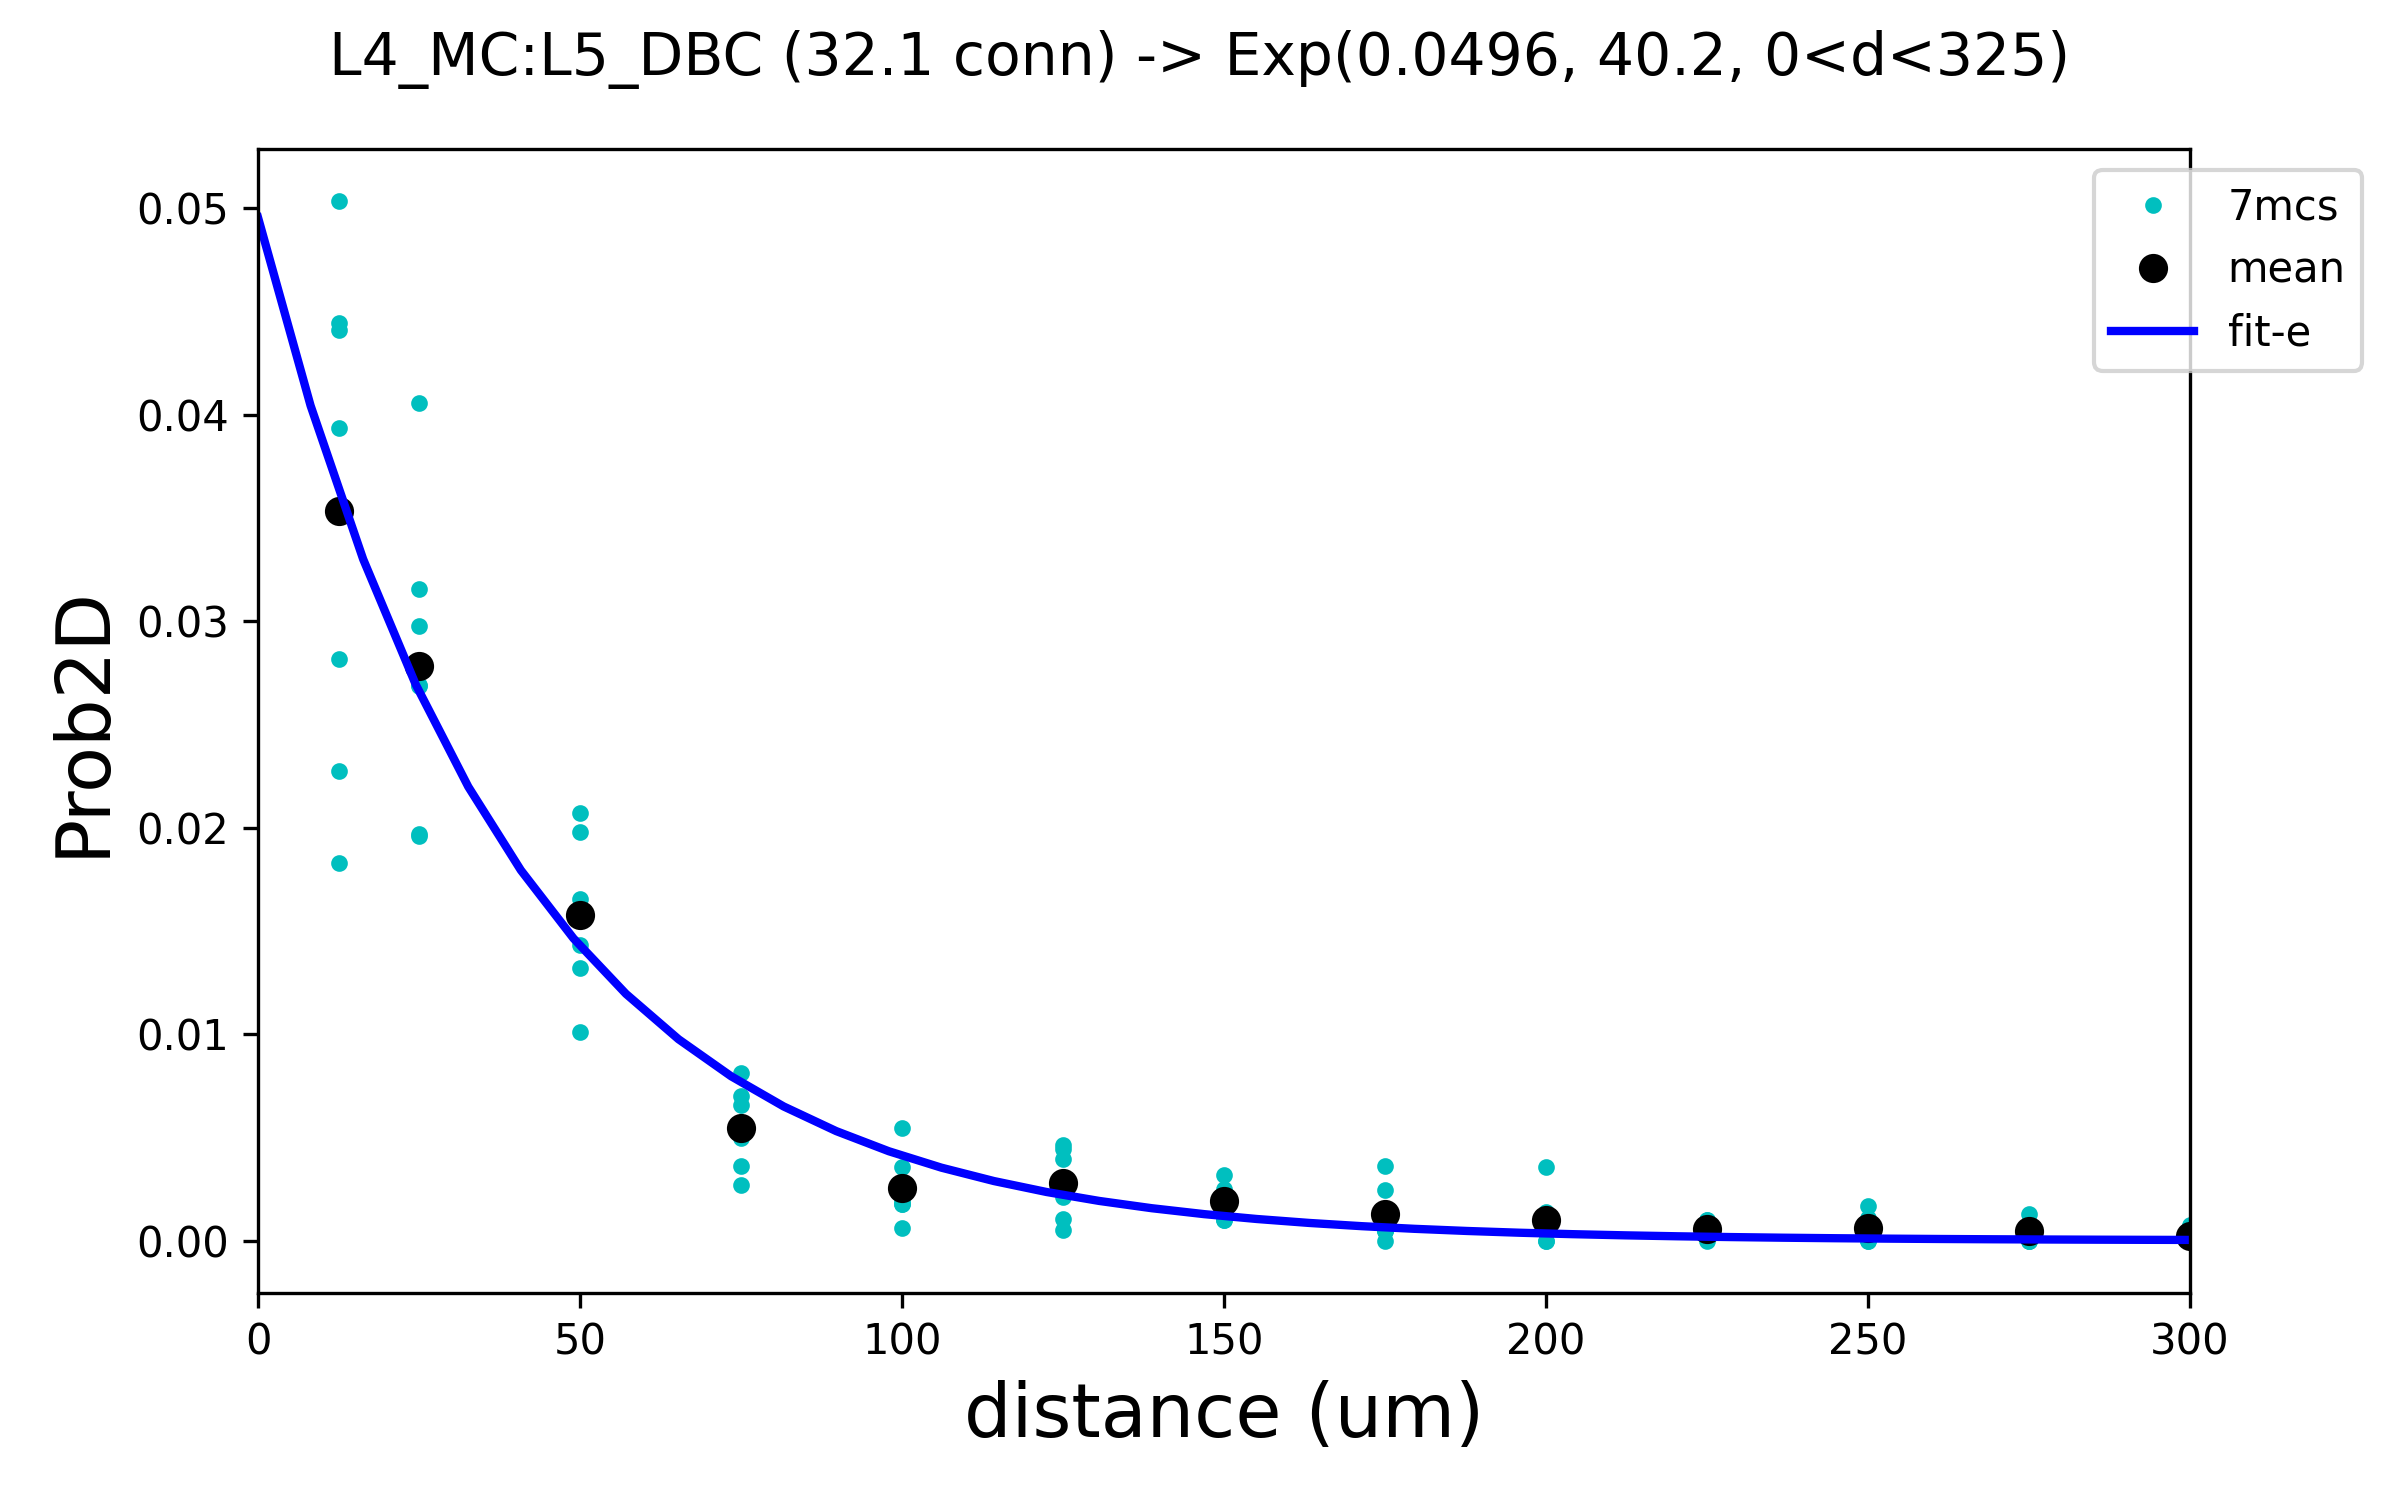 L4_MC:L5_DBC (32.1 conn) -> Exp(0.0496, 40.2, 0<d<325)
7mcs
mean
fit-e
Prob2D
0.05
0.04
0.03
0.02
0.01
0.00
0 50 100 150 200 250 300
distance (um)